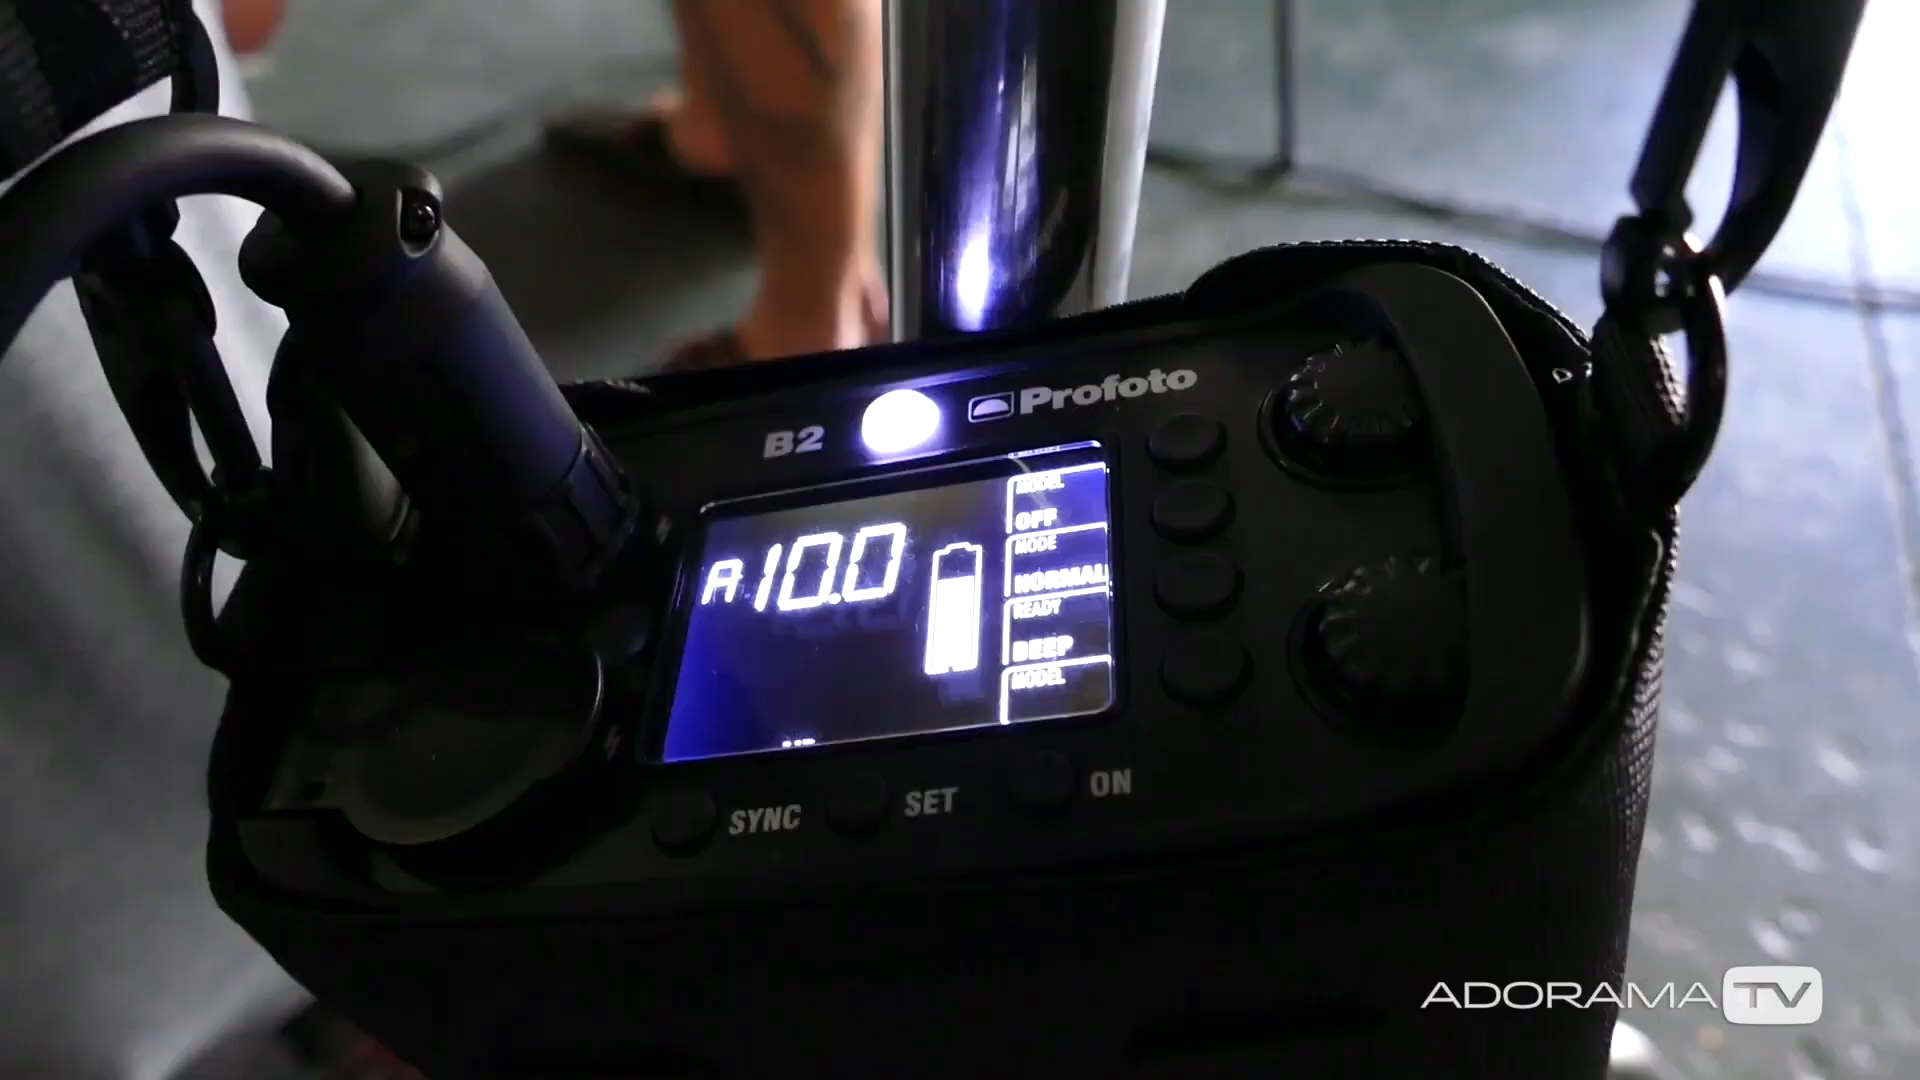 B2
Profoto
A 10.0
MODEL
OFF
MODE
NORMAL
READY
BEEP
MODEL
SYNC
SET
ON
ADORAMA TV